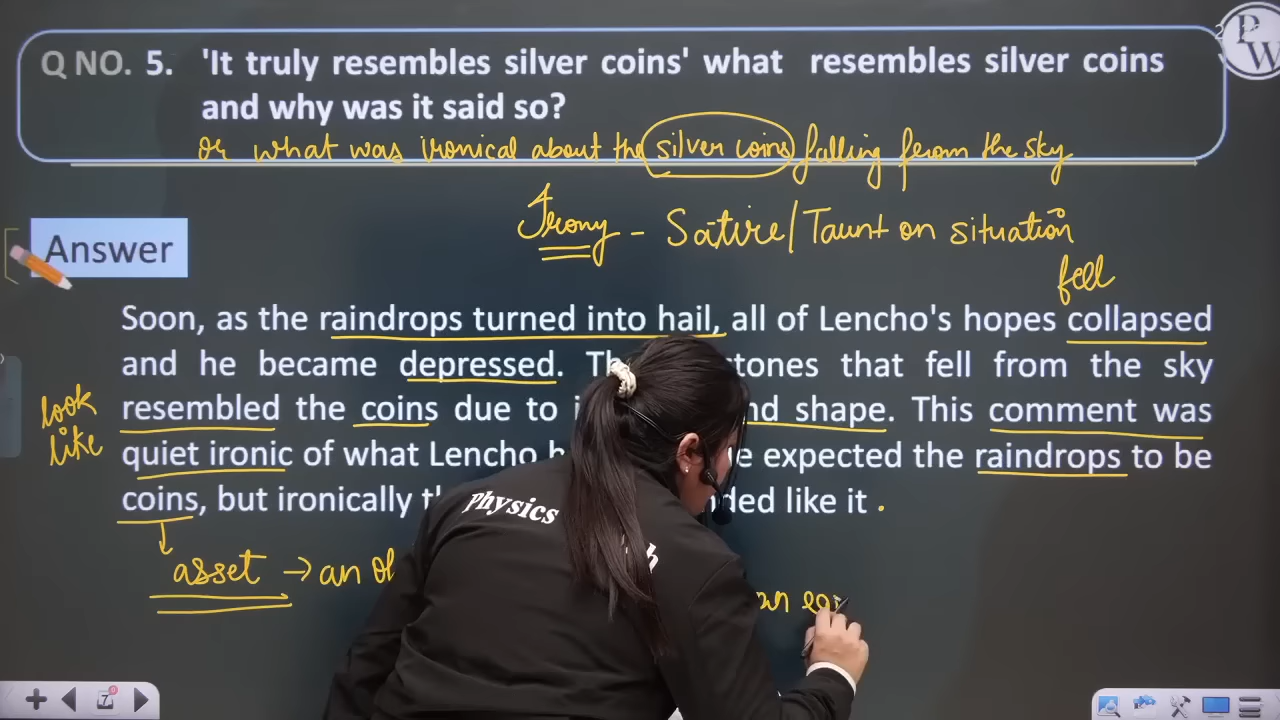 Q NO. 5. 'It truly resembles silver coins' what resembles silver coins
and why was it said so?
or what was ironical about the silver coins falling from the sky
Irony - Satire/Taunt on situation
Answer
fell
Soon, as the raindrops turned into hail, all of Lencho's hopes collapsed
and he became depressed. tones that fell from the sky
look
like
resembled the coins due to nd shape. This comment was
quiet ironic of what Lencho expected the raindrops to be
coins, but ironically like it.
asset → an
physics
PW